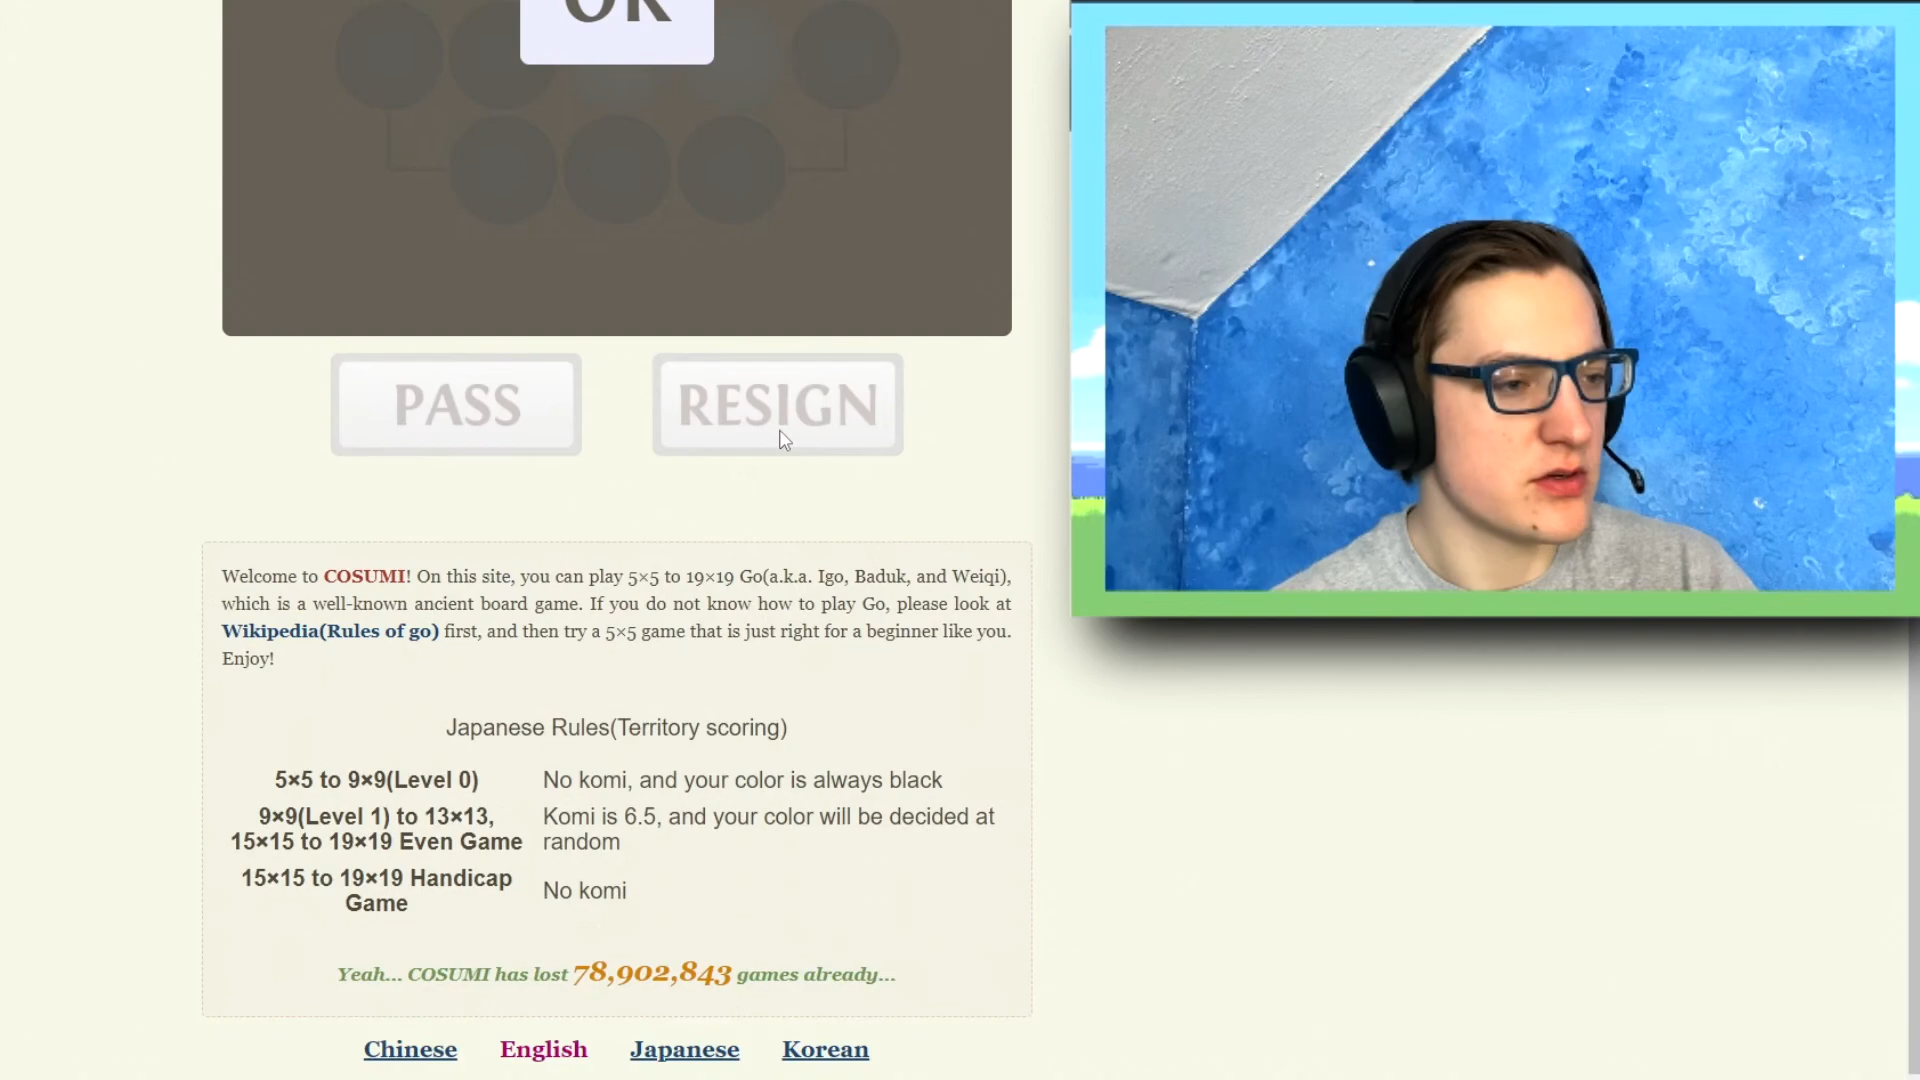 OK
PASS
RESIGN
Welcome to COSUMI! On this site, you can play 5×5 to 19×19 Go(a.k.a. Igo, Baduk, and Weiqi),
which is a well-known ancient board game. If you do not know how to play Go, please look at
Wikipedia(Rules of go) first, and then try a 5×5 game that is just right for a beginner like you.
Enjoy!
Japanese Rules(Territory scoring)
5×5 to 9×9(Level 0)
No komi, and your color is always black
9×9(Level 1) to 13×13,
15×15 to 19×19 Even Game
Komi is 6.5, and your color will be decided at
random
15×15 to 19×19 Handicap
Game
No komi
Yeah... COSUMI has lost 78,902,843 games already...
Chinese English Japanese Korean